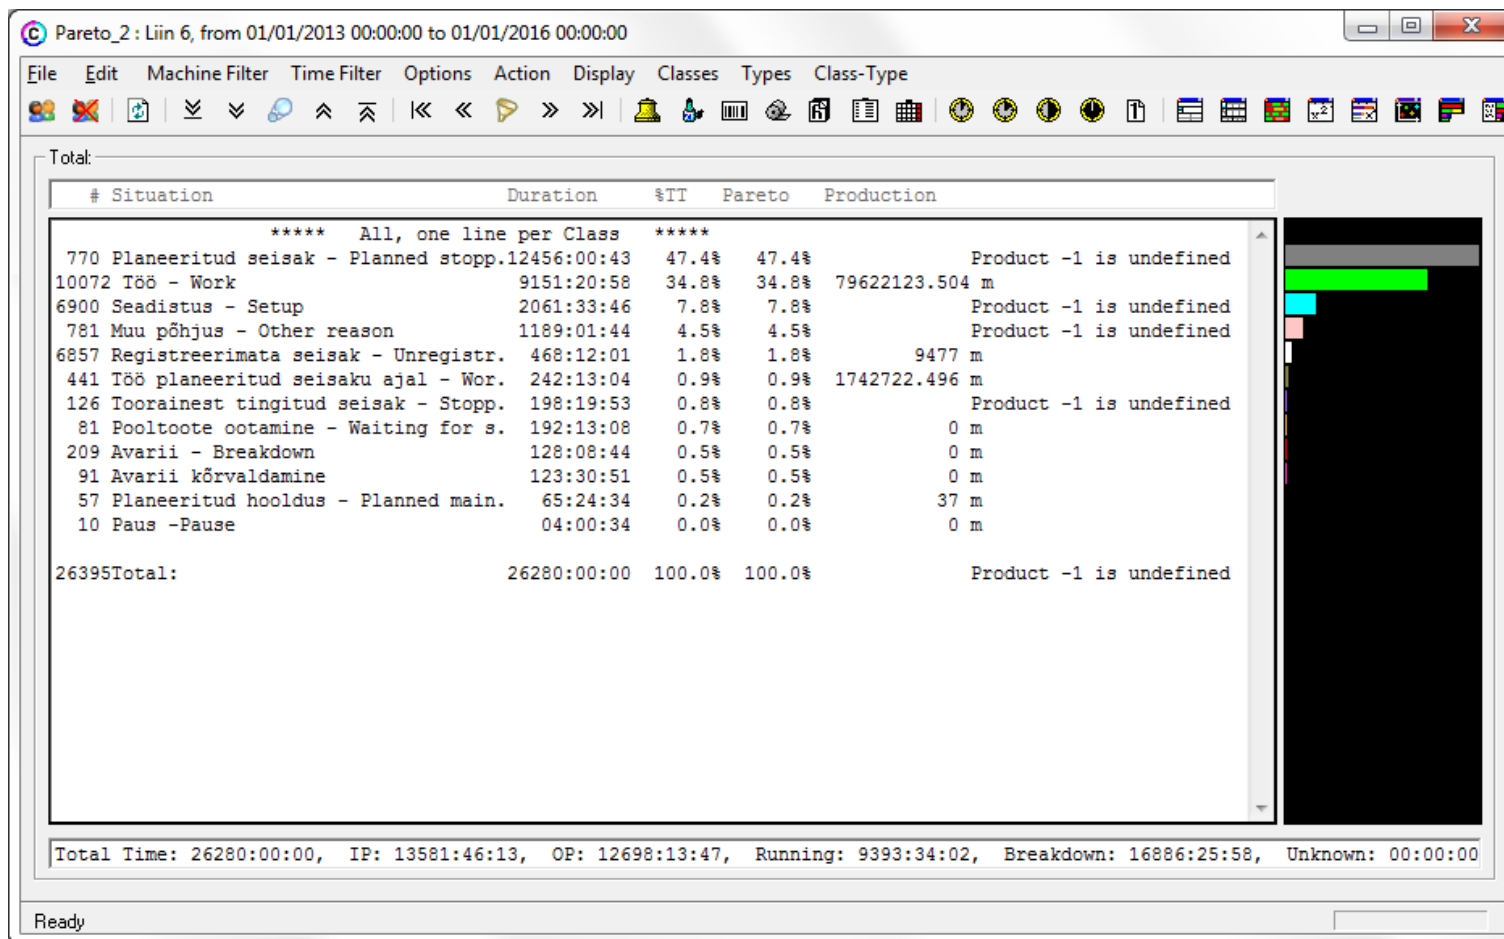 Pareto_2 : Liin 6, from 01/01/2013 00:00:00 to 01/01/2016 00:00:00
File Edit Machine Filter Time Filter Options Action Display Classes Types Class-Type
Total:
# Situation Duration %TT Pareto Production
***** All, one line per Class *****
770 Planeeritud seisak - Planned stopp.12456:00:43 47.4% 47.4% Product -1 is undefined
10072 Töö - Work 9151:20:58 34.8% 34.8% 79622123.504 m
6900 Seadistus - Setup 2061:33:46 7.8% 7.8% Product -1 is undefined
781 Muu põhjus - Other reason 1189:01:44 4.5% 4.5% Product -1 is undefined
6857 Registreerimata seisak - Unregistr. 468:12:01 1.8% 1.8% 9477 m
441 Töö planeeritud seisaku ajal - Wor. 242:13:04 0.9% 0.9% 1742722.496 m
126 Toorainest tingitud seisak - Stopp. 198:19:53 0.8% 0.8% Product -1 is undefined
81 Pooltoote ootamine - Waiting for s. 192:13:08 0.7% 0.7% 0 m
209 Avarii - Breakdown 128:08:44 0.5% 0.5% 0 m
91 Avarii kõrvaldamine 123:30:51 0.5% 0.5% 0 m
57 Planeeritud hooldus - Planned main. 65:24:34 0.2% 0.2% 37 m
10 Paus -Pause 04:00:34 0.0% 0.0% 0 m
26395Total: 26280:00:00 100.0% 100.0% Product -1 is undefined
Total Time: 26280:00:00, IP: 13581:46:13, OP: 12698:13:47, Running: 9393:34:02, Breakdown: 16886:25:58, Unknown: 00:00:00
Ready